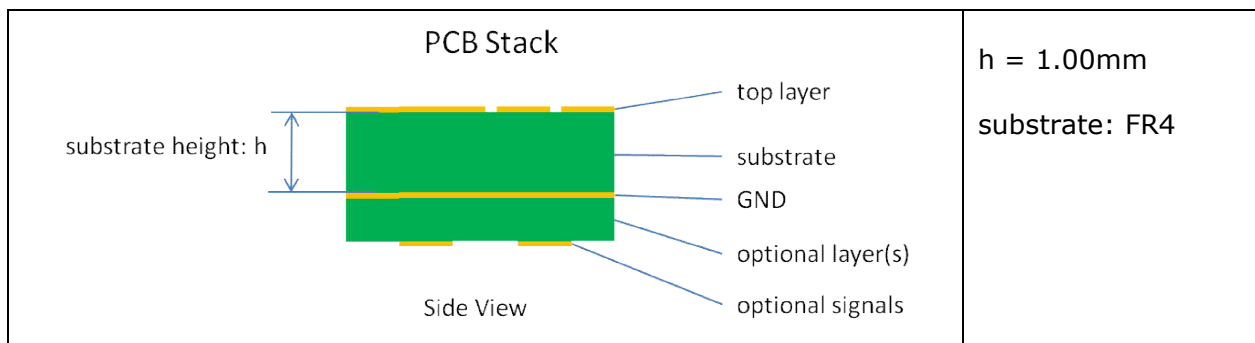 PCB Stack
top layer
substrate height: h
substrate
GND
optional layer(s)
optional signals
Side View
h = 1.00mm
substrate: FR4